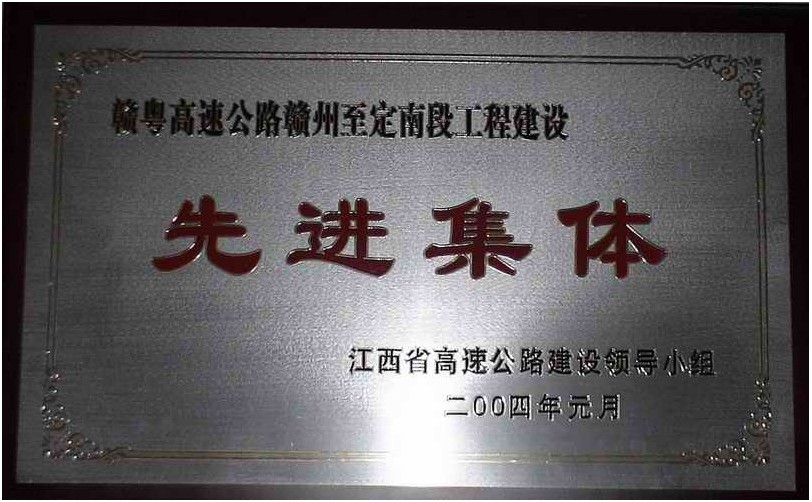 赣粤高速公路赣州至定南段工程建设
先进集体
江西省高速公路建设领导小组
二00四年元月